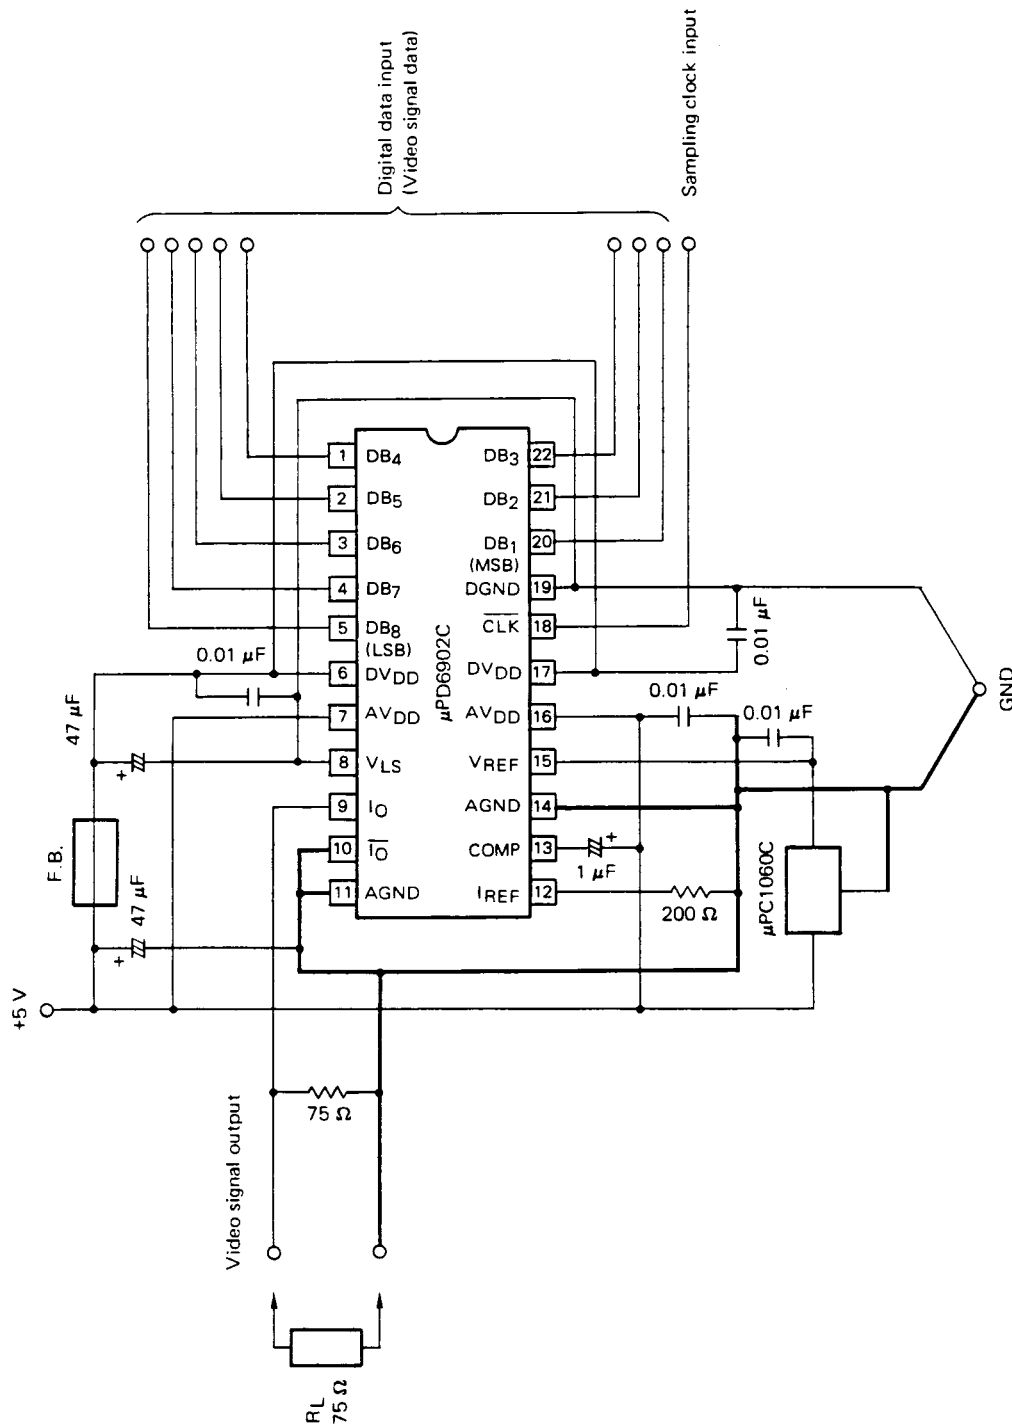 Digital data input
(Video signal data)
Sampling clock input
47 µF
0.01 µF
F.B.
47 µF
+5 V
1 DB4
2 DB5
3 DB6
4 DB7
5 DB8
(LSB)
6 DVDD
7 AVDD
8 VLS
9 IO
10 I̅O̅
11 AGND
µPD6902C
DB3 22
DB2 21
DB1 20
(MSB)
DGND 19
C̅L̅K̅ 18
DVDD 17
AVDD 16
VREF 15
AGND 14
COMP 13
IREF 12
0.01 µF
0.01 µF
0.01 µF
+
+
+
1 µF
200 Ω
µPC1060C
GND
Video signal output
75 Ω
RL
75 Ω